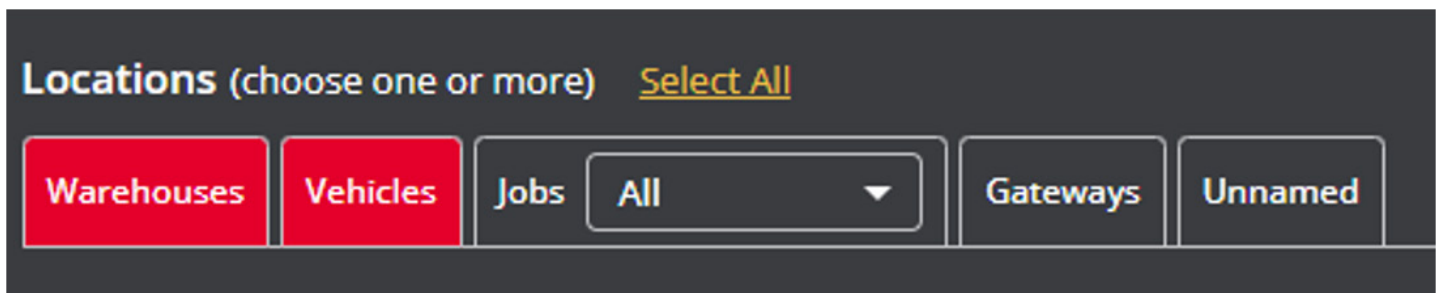 Locations (choose one or more) Select All
Warehouses Vehicles Jobs All Gateways Unnamed